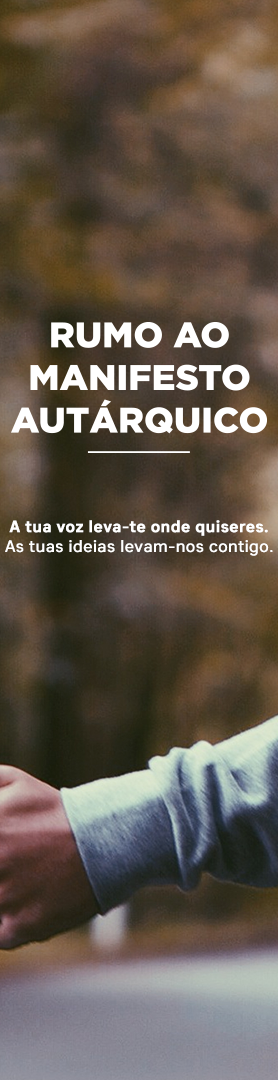 RUMO AO
MANIFESTO
AUTÁRQUICO
A tua voz leva-te onde quiseres.
As tuas ideias levam-nos contigo.